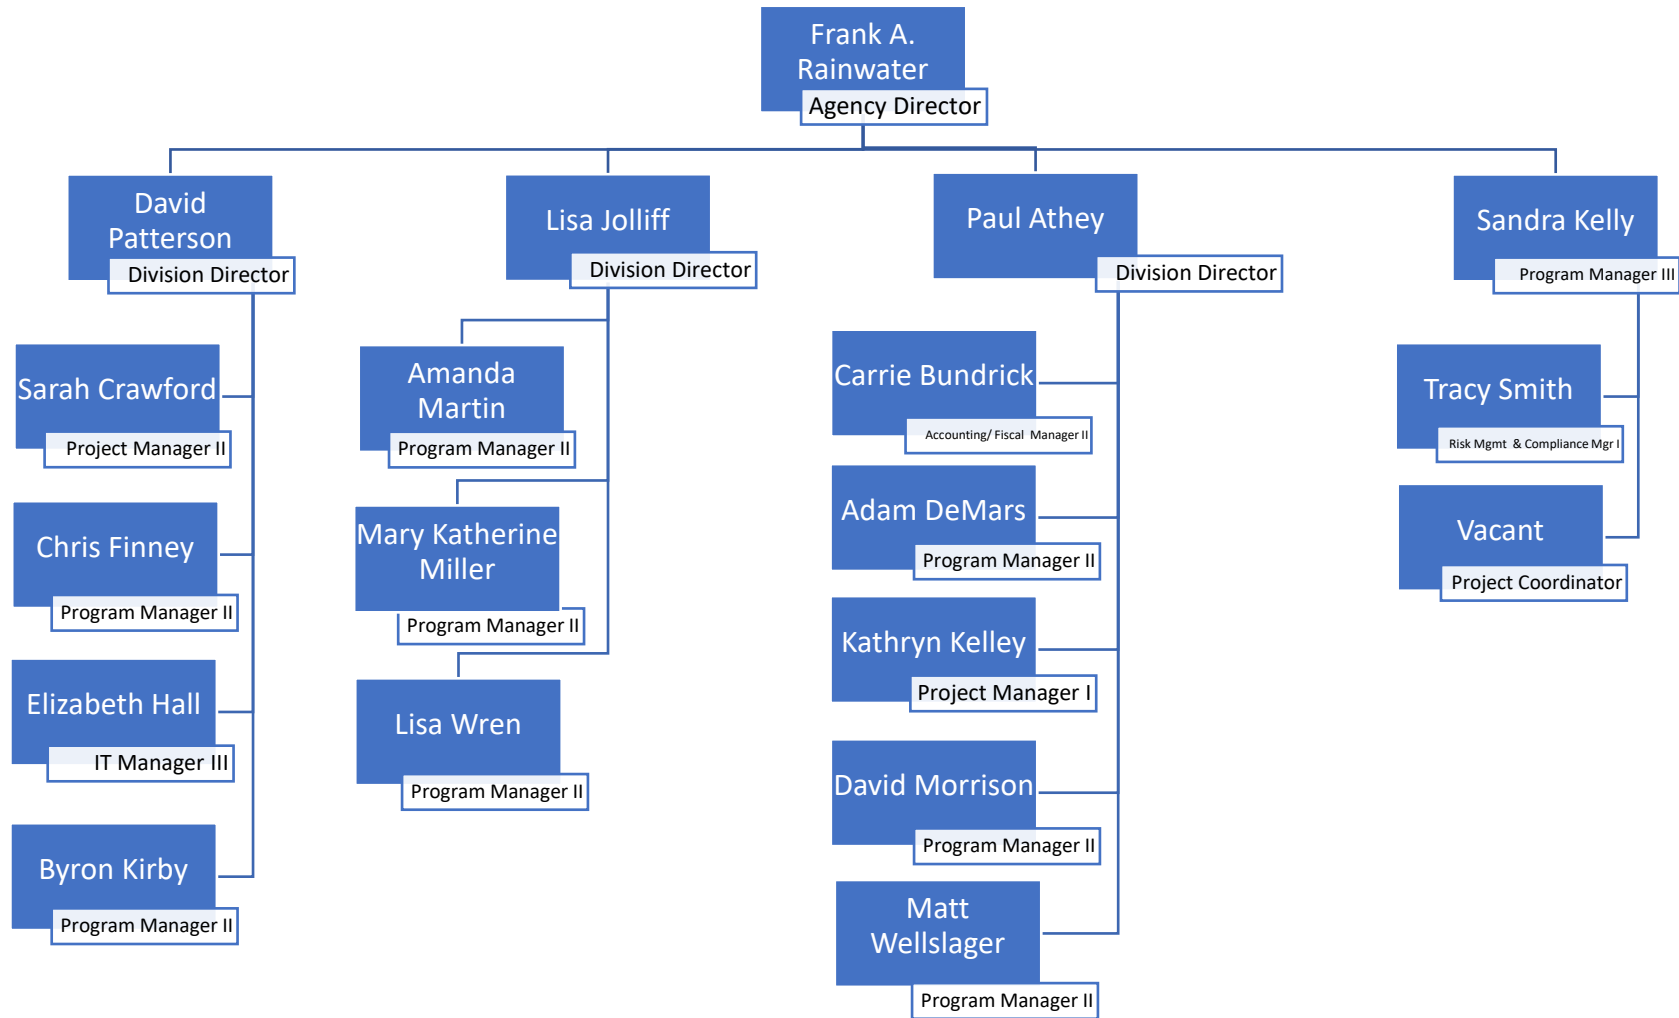 Frank A.
Rainwater
Agency Director
David
Patterson
Division Director
Sarah Crawford
Project Manager II
Chris Finney
Program Manager II
Elizabeth Hall
IT Manager III
Byron Kirby
Program Manager II
Lisa Jolliff
Division Director
Amanda
Martin
Program Manager II
Mary Katherine
Miller
Program Manager II
Lisa Wren
Program Manager II
Paul Athey
Division Director
Carrie Bundrick
Accounting/ Fiscal Manager II
Adam DeMars
Program Manager II
Kathryn Kelley
Project Manager I
David Morrison
Program Manager II
Matt
Wellslager
Program Manager II
Sandra Kelly
Program Manager III
Tracy Smith
Risk Mgmt & Compliance Mgr I
Vacant
Project Coordinator